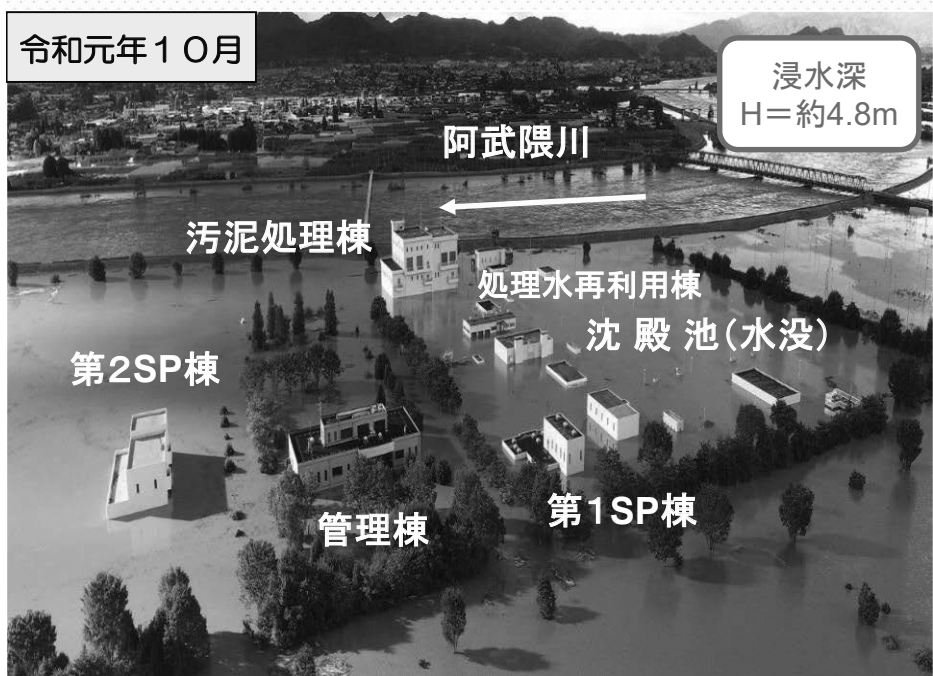 令和元年１０月
浸水深
H＝約4.8m
阿武隈川
汚泥処理棟
処理水再利用棟
沈 殿 池（水没）
第２SP棟
第１SP棟
管理棟